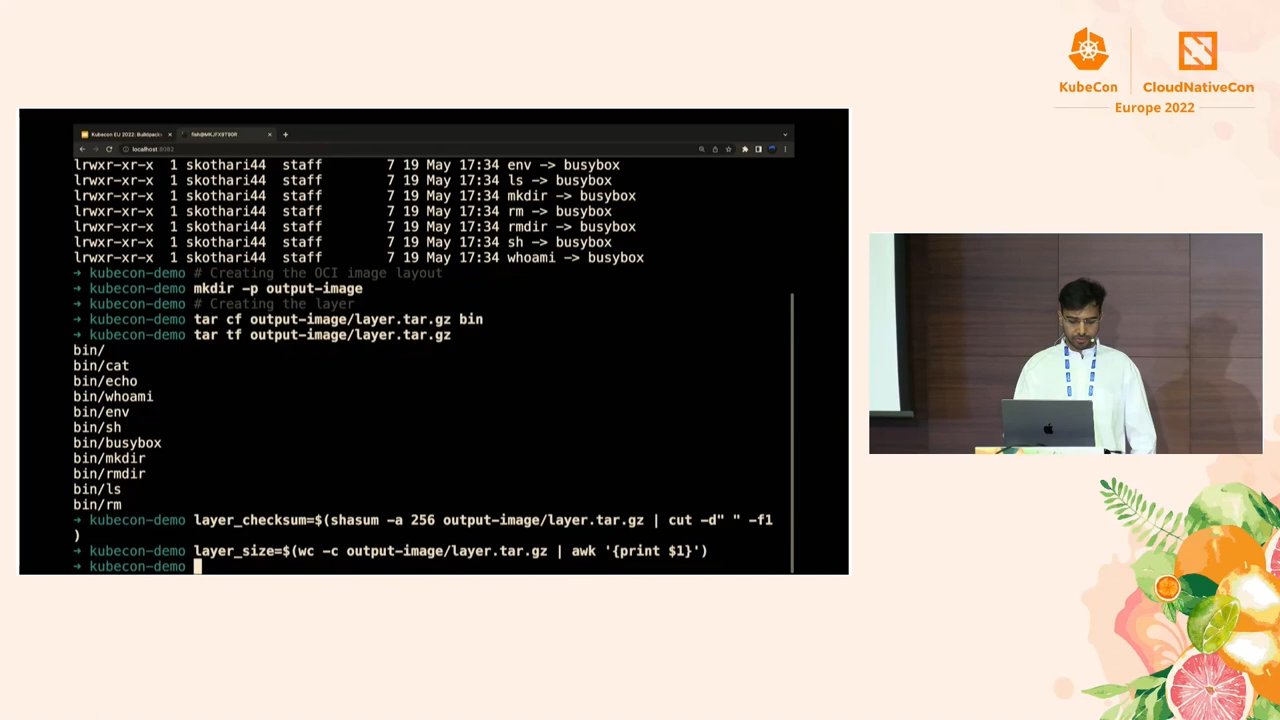 KubeCon
CloudNativeCon
Europe 2022
Kubecon EU 2022: Buildpacks
fish@MKJFX9T90R
localhost:8082
lrwxr-xr-x 1 skothari44 staff 7 19 May 17:34 env -> busybox
lrwxr-xr-x 1 skothari44 staff 7 19 May 17:34 ls -> busybox
lrwxr-xr-x 1 skothari44 staff 7 19 May 17:34 mkdir -> busybox
lrwxr-xr-x 1 skothari44 staff 7 19 May 17:34 rm -> busybox
lrwxr-xr-x 1 skothari44 staff 7 19 May 17:34 rmdir -> busybox
lrwxr-xr-x 1 skothari44 staff 7 19 May 17:34 sh -> busybox
lrwxr-xr-x 1 skothari44 staff 7 19 May 17:34 whoami -> busybox
➜ kubecon-demo # Creating the OCI image layout
➜ kubecon-demo mkdir -p output-image
➜ kubecon-demo # Creating the layer
➜ kubecon-demo tar cf output-image/layer.tar.gz bin
➜ kubecon-demo tar tf output-image/layer.tar.gz
bin/
bin/cat
bin/echo
bin/whoami
bin/env
bin/sh
bin/busybox
bin/mkdir
bin/rmdir
bin/ls
bin/rm
➜ kubecon-demo layer_checksum=$(shasum -a 256 output-image/layer.tar.gz | cut -d" " -f1
)
➜ kubecon-demo layer_size=$(wc -c output-image/layer.tar.gz | awk '{print $1}')
➜ kubecon-demo